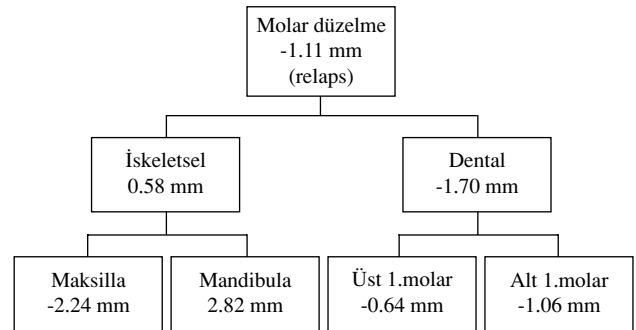 Molar düzelme
-1.11 mm
(relaps)
İskeletsel
0.58 mm
Dental
-1.70 mm
Maksilla
-2.24 mm
Mandibula
2.82 mm
Üst 1.molar
-0.64 mm
Alt 1.molar
-1.06 mm